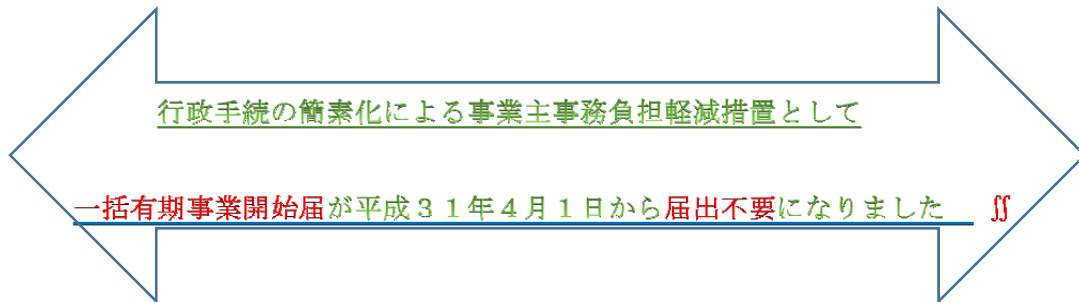 行政手続の簡素化による事業主事務負担軽減措置として
一括有期事業開始届が平成３１年４月１日から届出不要になりました　∬